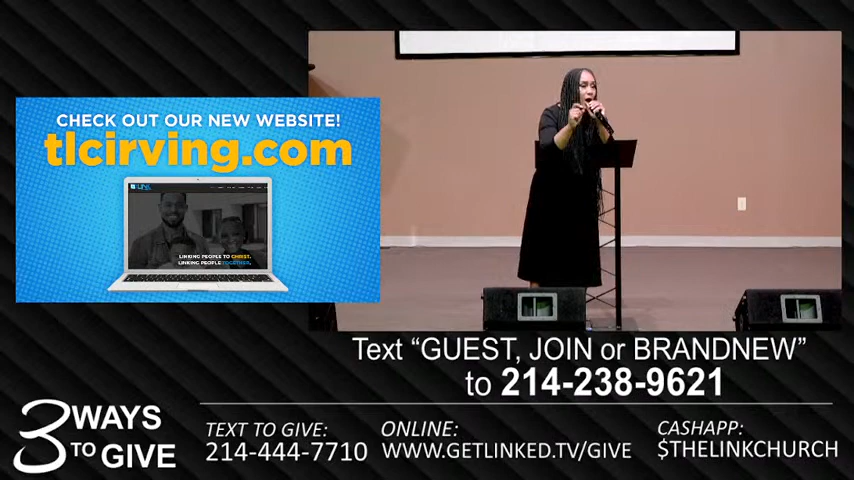 CHECK OUT OUR NEW WEBSITE!
tlcirving.com
LINKING PEOPLE TO CHRIST.
LINKING PEOPLE TOGETHER.
Text “GUEST, JOIN or BRANDNEW”
to 214-238-9621
3 WAYS
TO GIVE
TEXT TO GIVE:
214-444-7710
ONLINE:
WWW.GETLINKED.TV/GIVE
CASHAPP:
$THELINKCHURCH